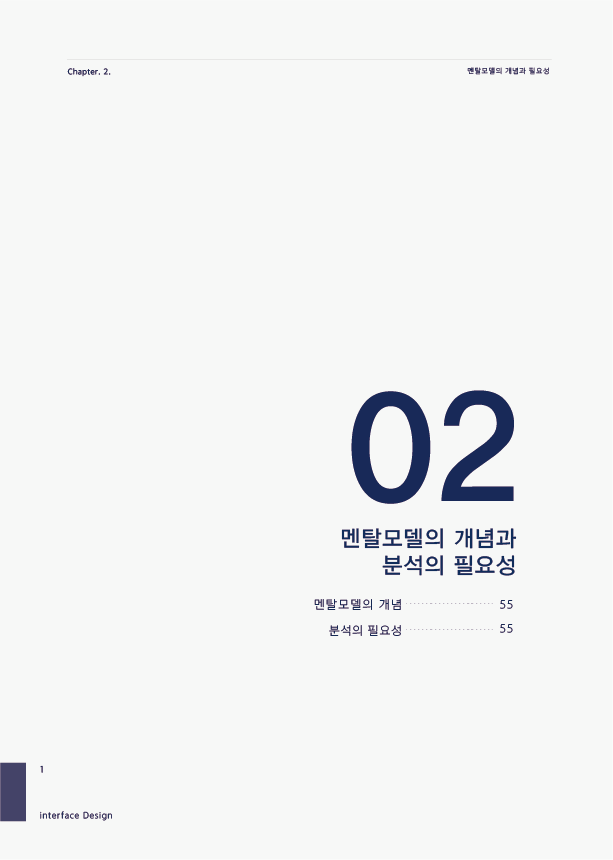 Chapter. 2.
멘탈모델의 개념과 필요성
02
멘탈모델의 개념과
분석의 필요성
멘탈모델의 개념 55
분석의 필요성 55
1
interface Design